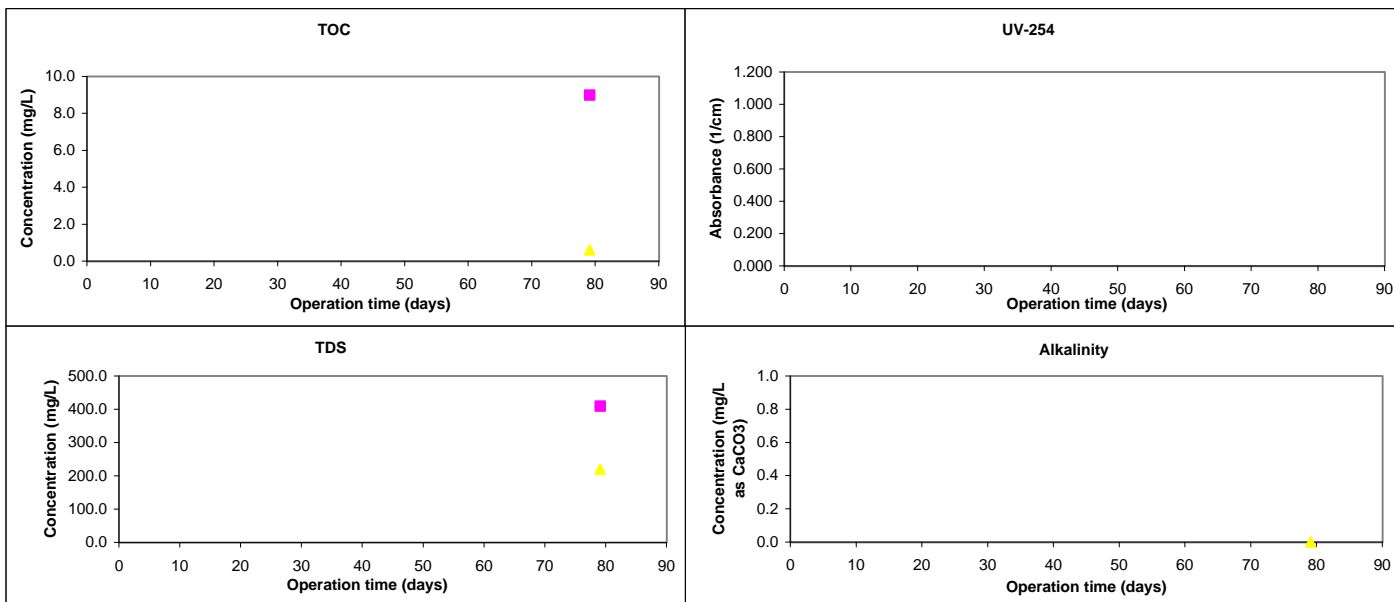 TOC
Concentration (mg/L)
10.0
8.0
6.0
4.0
2.0
0.0
0 10 20 30 40 50 60 70 80 90
Operation time (days)
UV-254
Absorbance (1/cm)
1.200
1.000
0.800
0.600
0.400
0.200
0.000
0 10 20 30 40 50 60 70 80 90
Operation time (days)
TDS
Concentration (mg/L)
500.0
400.0
300.0
200.0
100.0
0.0
0 10 20 30 40 50 60 70 80 90
Operation time (days)
Alkalinity
Concentration (mg/L
as CaCO3)
1.0
0.8
0.6
0.4
0.2
0.0
0 10 20 30 40 50 60 70 80 90
Operation time (days)